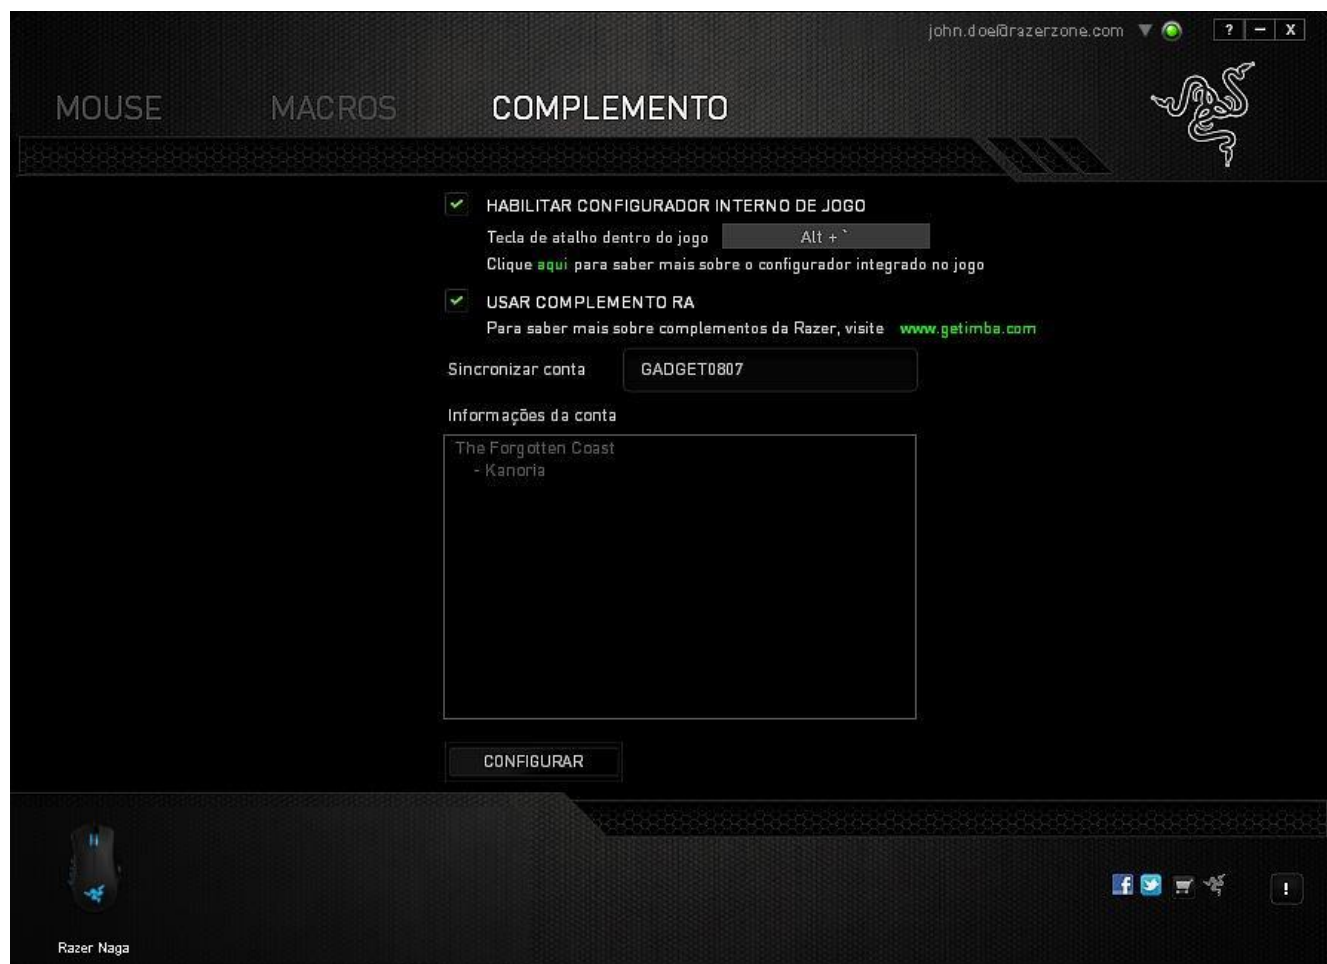 john.doe@razerzone.com
? – X
MOUSE MACROS COMPLEMENTO
HABILITAR CONFIGURADOR INTERNO DE JOGO
Tecla de atalho dentro do jogo Alt + `
Clique aqui para saber mais sobre o configurador integrado no jogo
USAR COMPLEMENTO RA
Para saber mais sobre complementos da Razer, visite www.getimba.com
Sincronizar conta GADGET0807
Informações da conta
The Forgotten Coast
- Kanoria
CONFIGURAR
!
Razer Naga